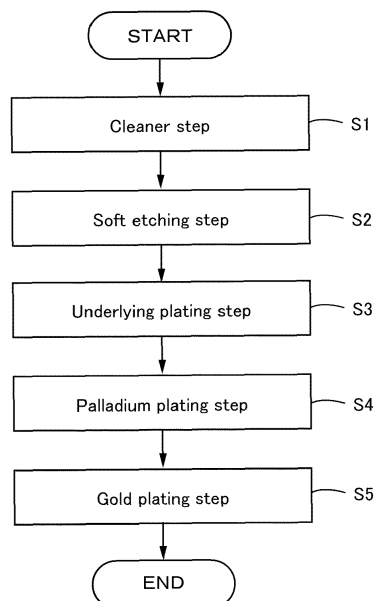 START
Cleaner step S1
Soft etching step S2
Underlying plating step S3
Palladium plating step S4
Gold plating step S5
END